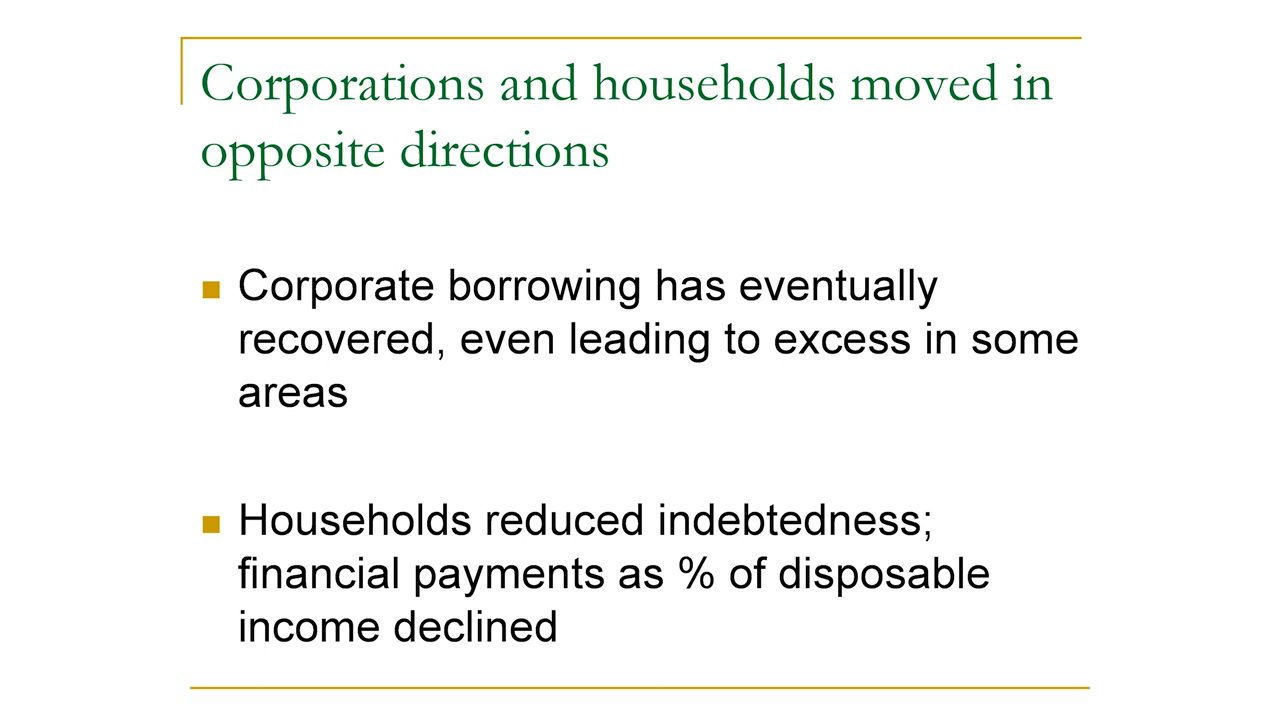 Corporations and households moved in
opposite directions
Corporate borrowing has eventually
recovered, even leading to excess in some
areas
Households reduced indebtedness;
financial payments as % of disposable
income declined